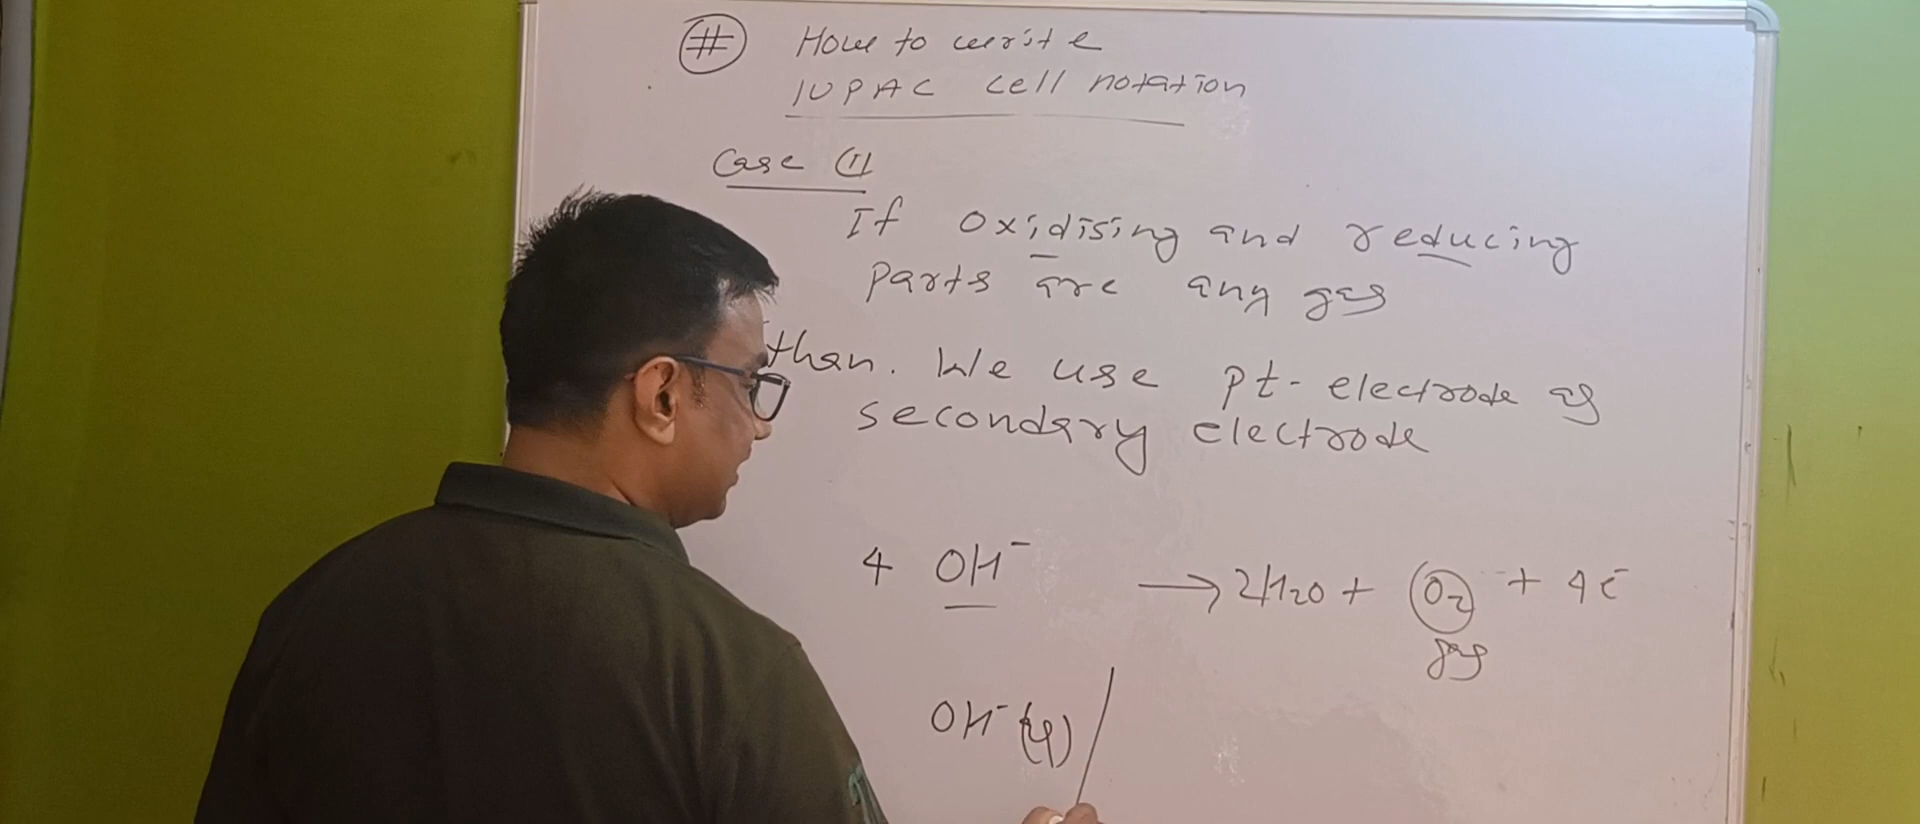 # How to write
IUPAC cell notation
Case (1)
If oxidising and reducing
parts are any gas
then. We use Pt-electrode as
secondary electrode
4 OH⁻ → 2H₂O + O₂ + 4e⁻
gas
OH⁻(aq) /